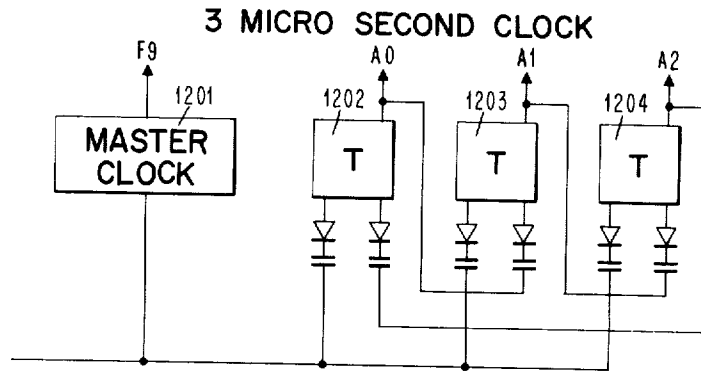 3 MICRO SECOND CLOCK
F9
A0
A1
A2
1201
1202
1203
1204
MASTER
CLOCK
T
T
T